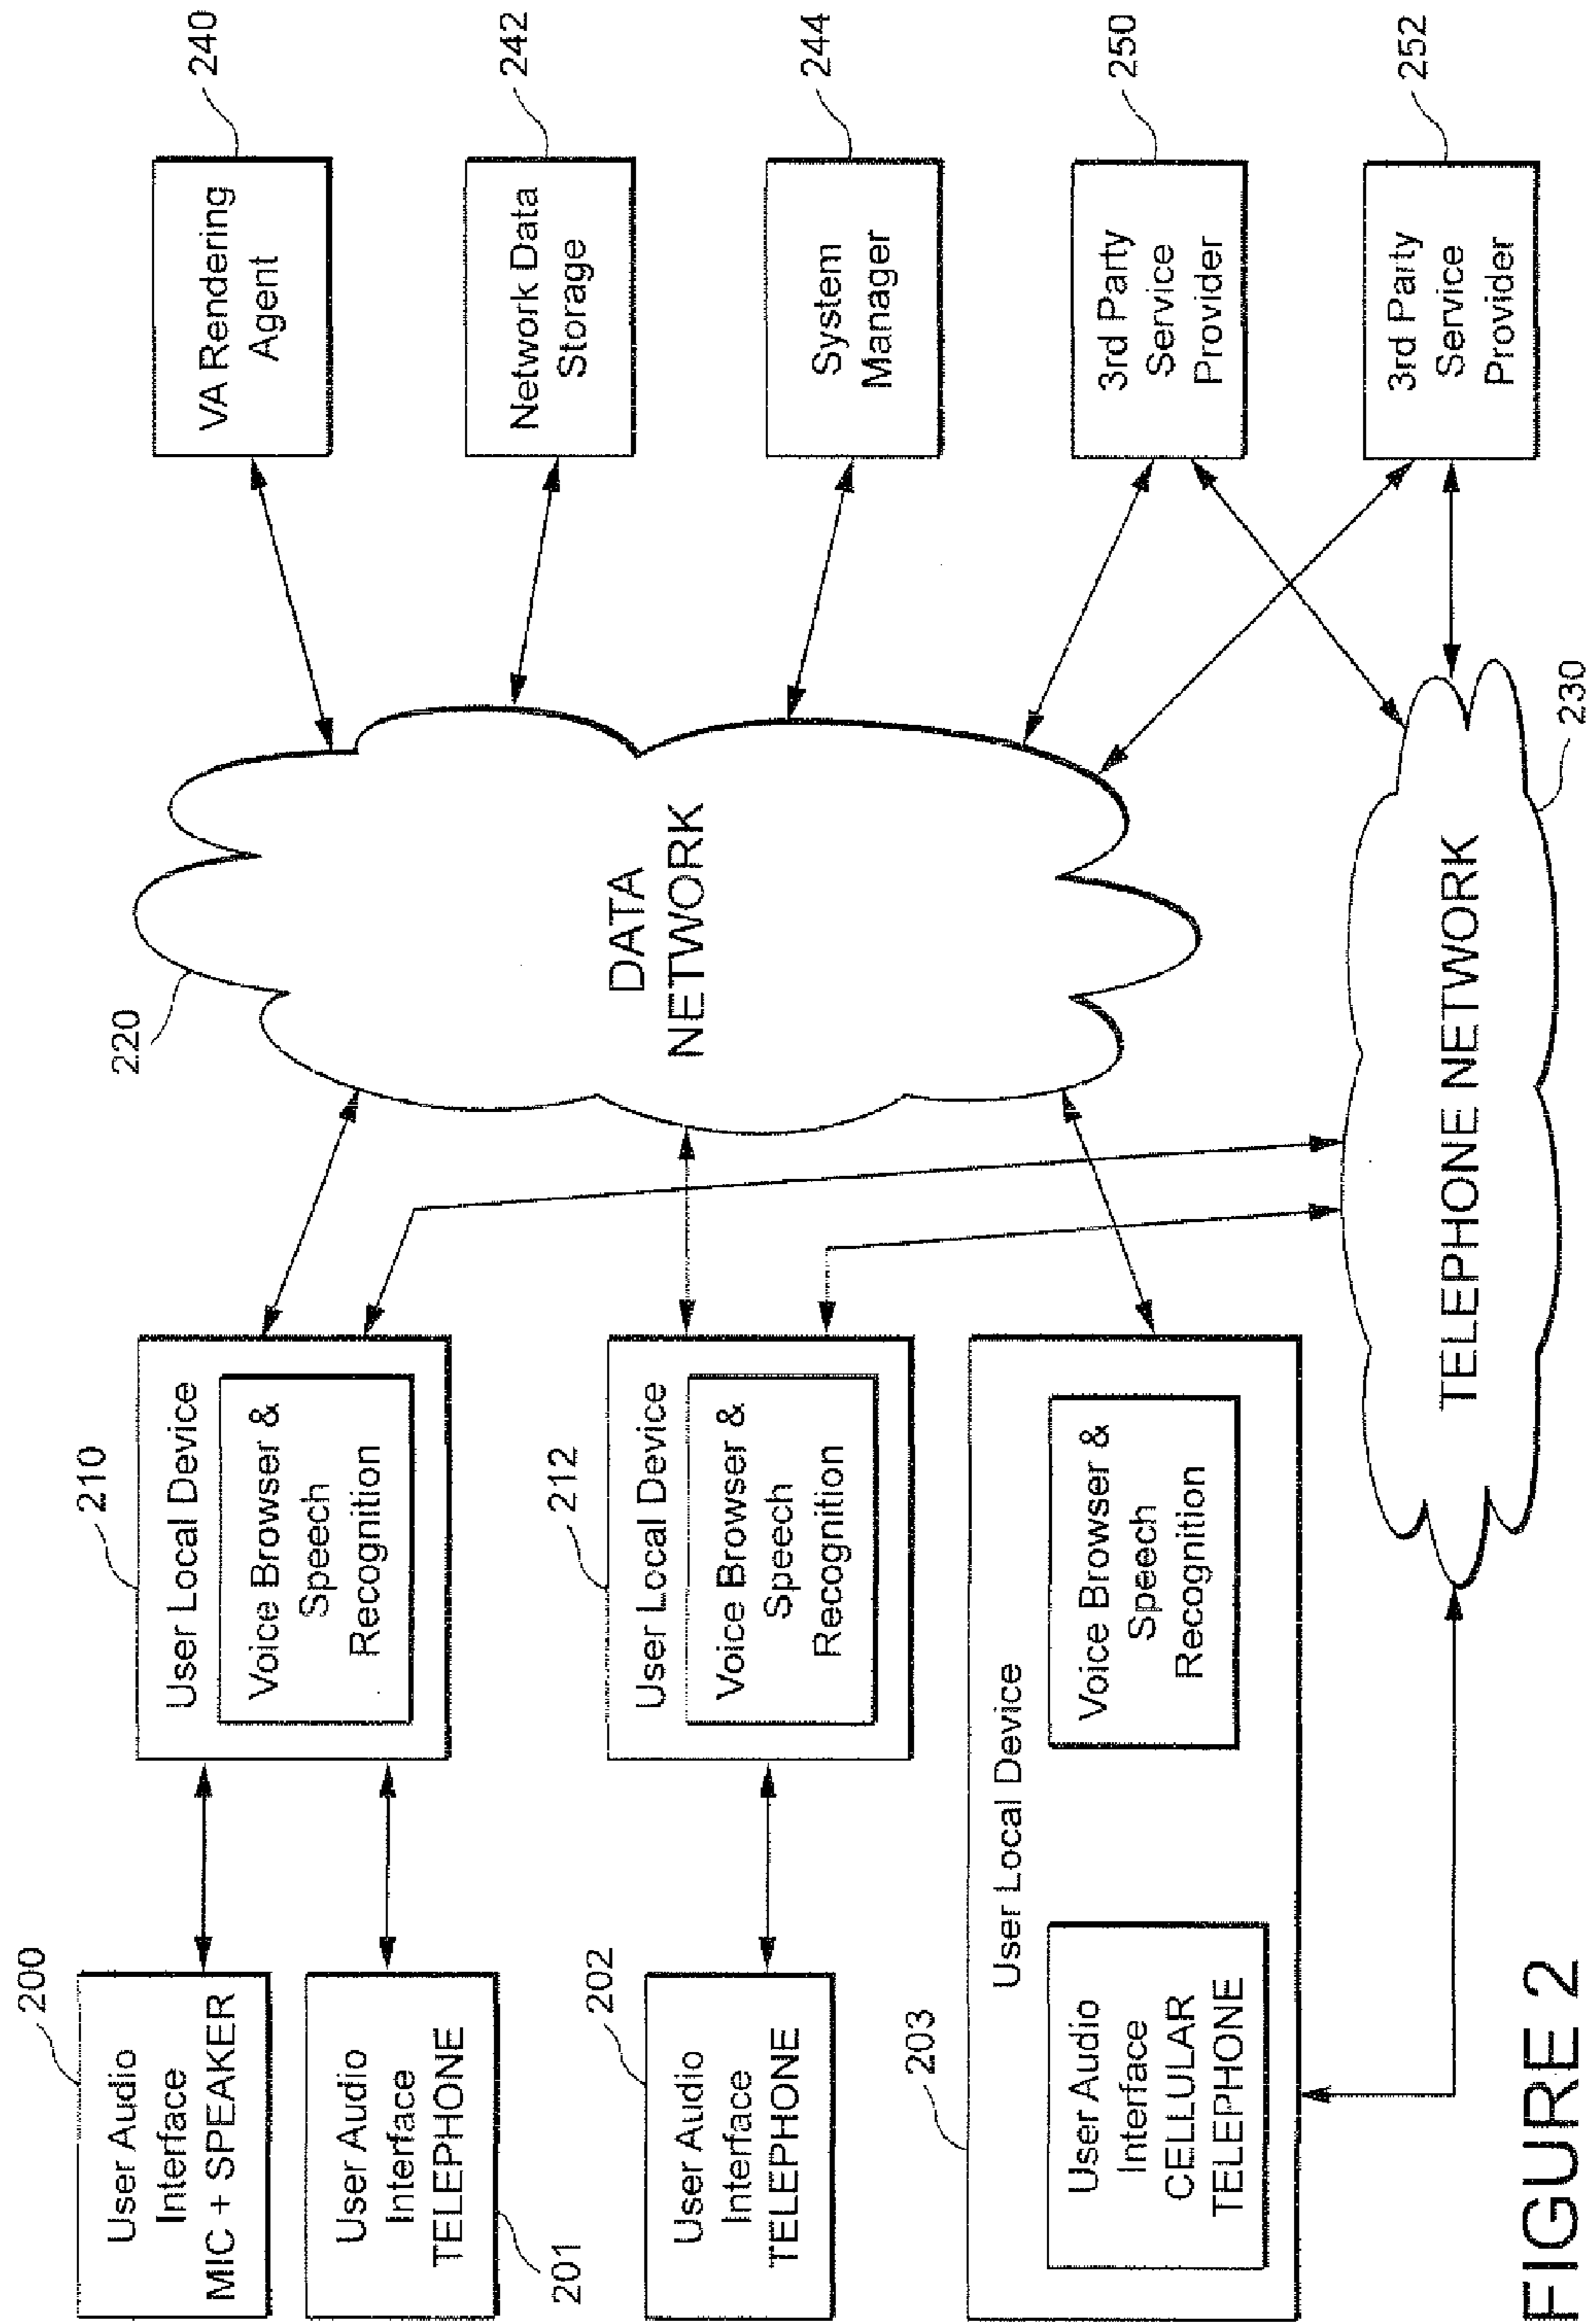 200
User Audio
Interface
MIC + SPEAKER
User Audio
Interface
TELEPHONE
201
202
User Audio
Interface
TELEPHONE
203
User Local Device
User Audio
Interface
CELLULAR
TELEPHONE
Voice Browser &
Speech
Recognition
210
User Local Device
Voice Browser &
Speech
Recognition
212
User Local Device
Voice Browser &
Speech
Recognition
220
DATA
NETWORK
TELEPHONE NETWORK
230
VA Rendering
Agent
240
Network Data
Storage
242
System
Manager
244
3rd Party
Service
Provider
250
3rd Party
Service
Provider
252
FIGURE 2